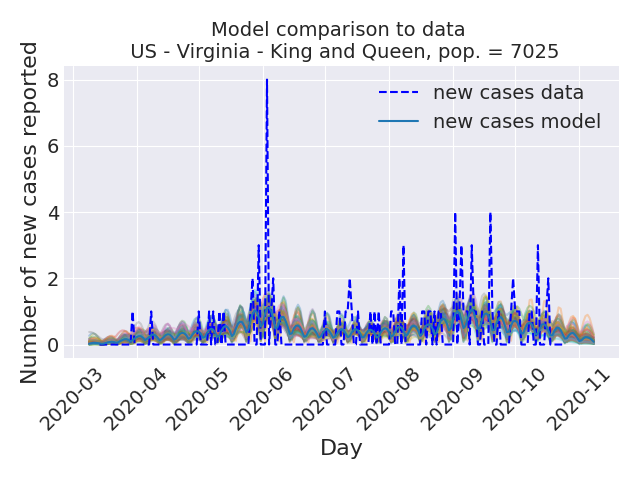 Model comparison to data
US - Virginia - King and Queen, pop. = 7025
Number of new cases reported
8
6
4
2
0
new cases data
new cases model
2020-03
2020-04
2020-05
2020-06
2020-07
2020-08
2020-09
2020-10
2020-11
Day